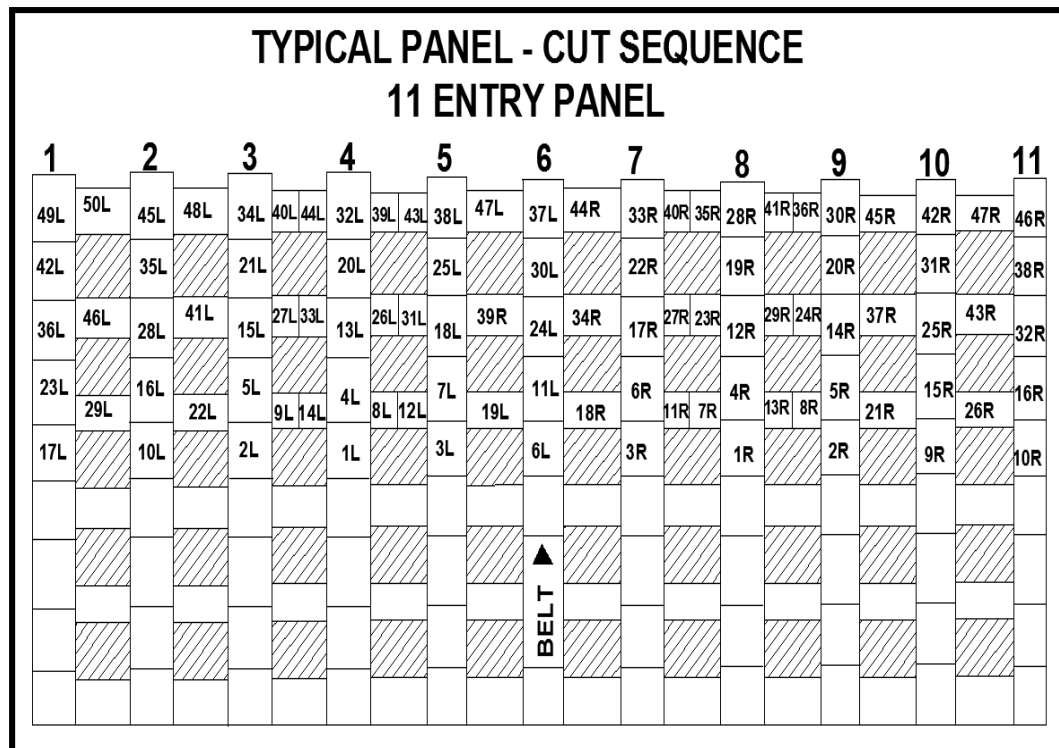 TYPICAL PANEL - CUT SEQUENCE
11 ENTRY PANEL
1 2 3 4 5 6 7 8 9 10 11
49L 50L 45L 48L 34L 40L 44L 32L 39L 43L 38L 47L 37L 44R 33R 40R 35R 28R 41R 36R 30R 45R 42R 47R 46R
42L 35L 21L 20L 25L 30L 22R 19R 20R 31R 38R
36L 46L 28L 41L 15L 27L 33L 13L 26L 31L 18L 39R 24L 34R 17R 27R 23R 12R 29R 24R 14R 37R 25R 43R 32R
23L 16L 5L 4L 7L 11L 6R 4R 5R 15R 16R
29L 22L 9L 14L 8L 12L 19L 18R 11R 7R 13R 8R 21R 26R
17L 10L 2L 1L 3L 6L 3R 1R 2R 9R 10R
BELT